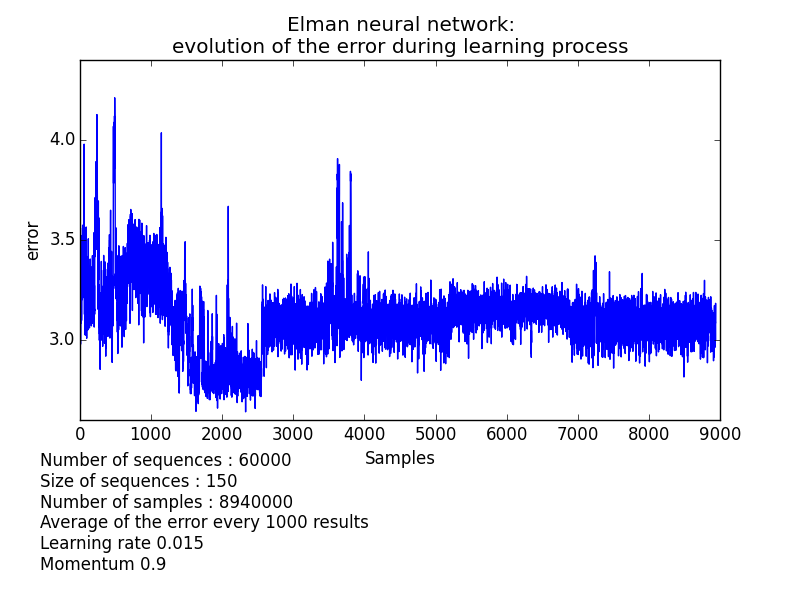 Elman neural network:
evolution of the error during learning process
error
4.0
3.5
3.0
0 1000 2000 3000 4000 5000 6000 7000 8000 9000
Samples
Number of sequences : 60000
Size of sequences : 150
Number of samples : 8940000
Average of the error every 1000 results
Learning rate 0.015
Momentum 0.9